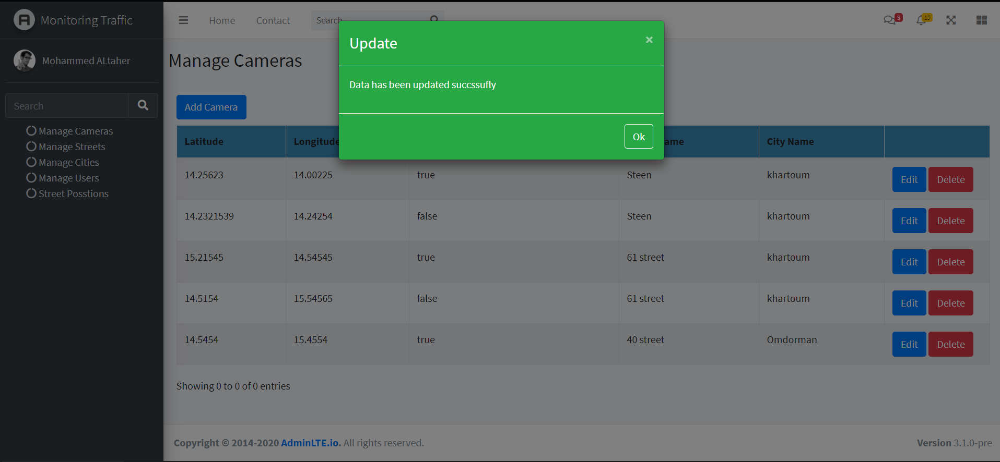 Monitoring Traffic
Home Contact Search 3 15
Mohammed ALtaher
Search
Manage Cameras
Manage Streets
Manage Cities
Manage Users
Street Posstions
Manage Cameras
Add Camera
Update ×
Data has been updated succssufly
Ok
Latitude Longitude City Name
14.25623 14.00225 true Steen khartoum Edit Delete
14.2321539 14.24254 false Steen khartoum Edit Delete
15.21545 14.54545 true 61 street khartoum Edit Delete
14.5154 15.54565 false 61 street khartoum Edit Delete
14.5454 15.4554 true 40 street Omdorman Edit Delete
Showing 0 to 0 of 0 entries
Copyright © 2014-2020 AdminLTE.io. All rights reserved. Version 3.1.0-pre